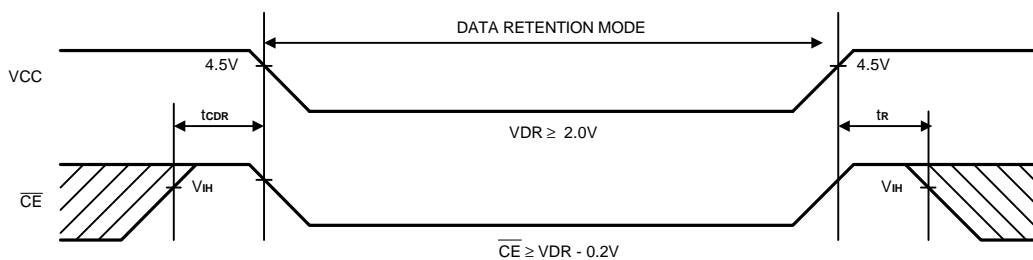 DATA RETENTION MODE
VCC
4.5V
4.5V
tCDR
VDR ≥ 2.0V
tR
CE
VIH
VIH
CE ≥ VDR - 0.2V